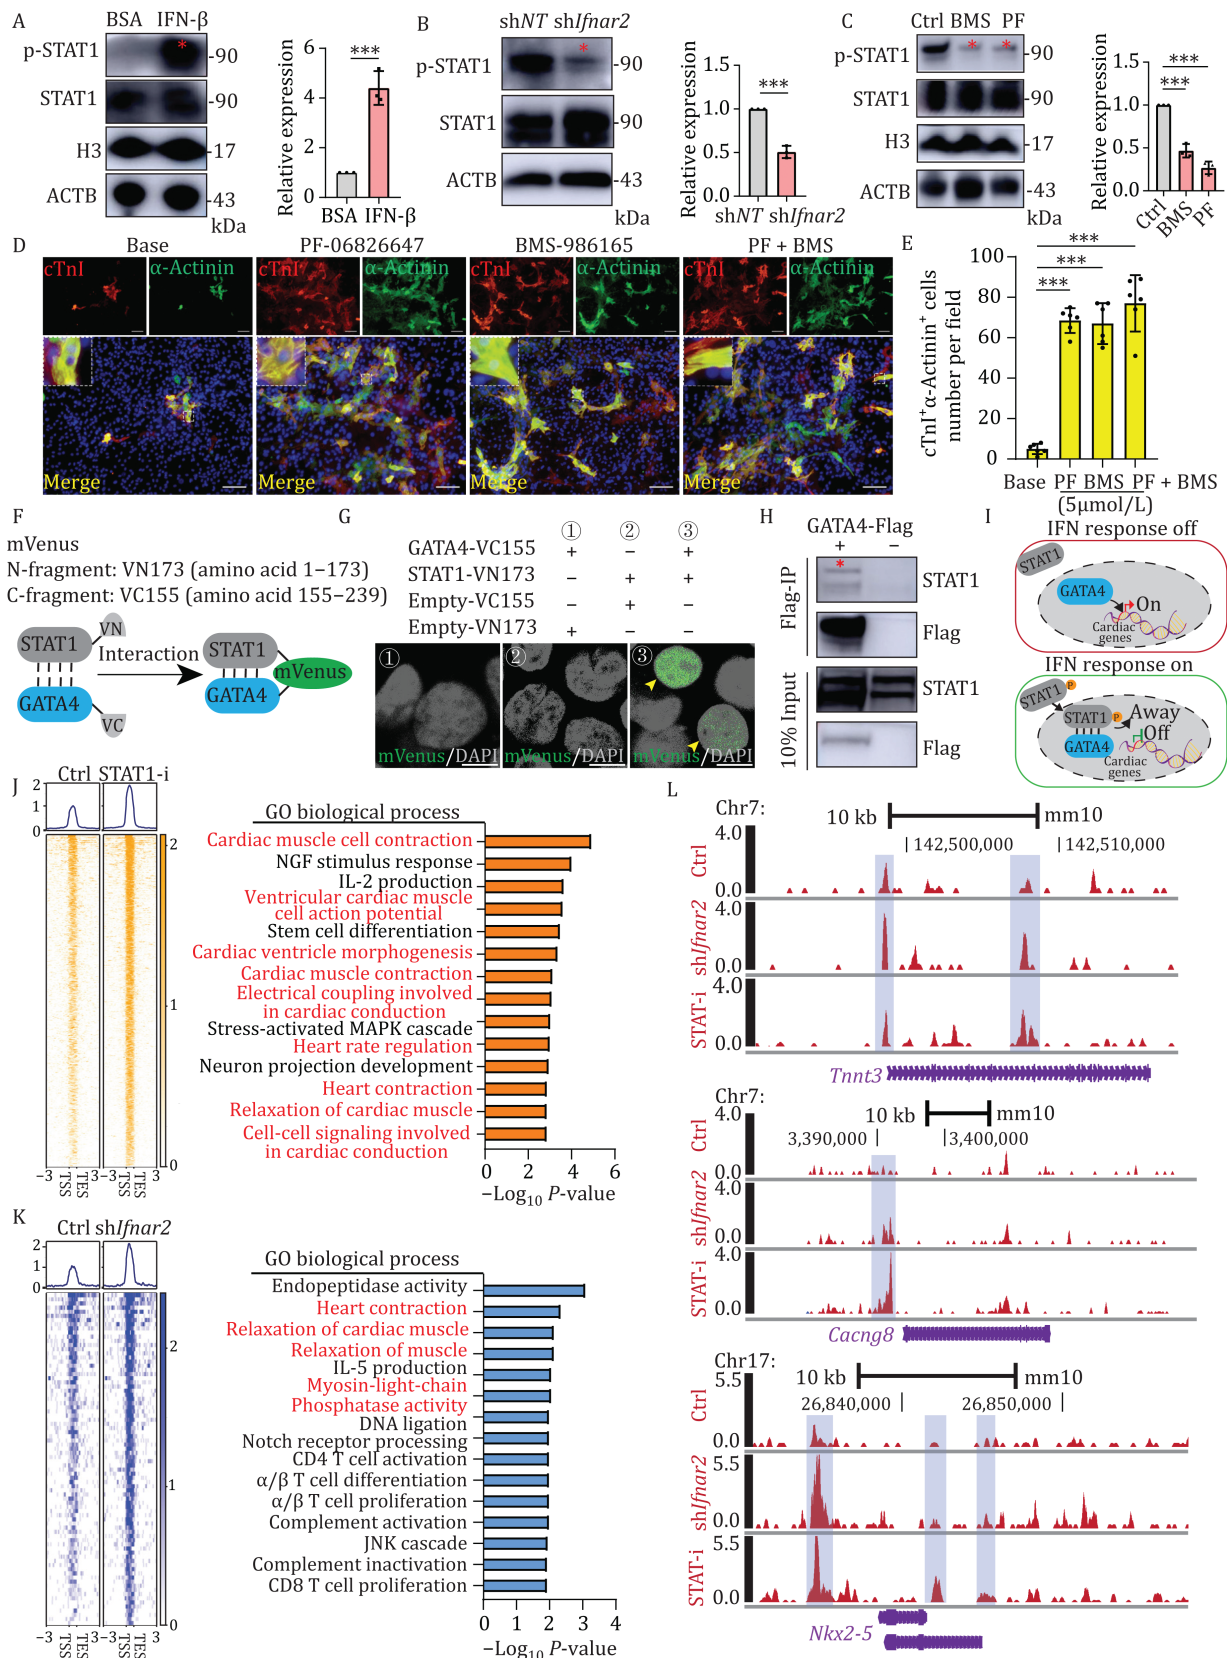 A
BSA IFN-β
p-STAT1
*
-90
STAT1
-90
H3
-17
ACTB
-43
kDa
Relative expression
6
4
2
0
***
BSA IFN-β
B
shNT shIfnar2
p-STAT1
*
-90
STAT1
-90
ACTB
-43
kDa
Relative expression
1.5
1.0
0.5
0.0
***
shNT shIfnar2
C
Ctrl BMS PF
p-STAT1
* *
-90
STAT1
-90
H3
-17
ACTB
-43
kDa
Relative expression
1.5
1.0
0.5
0.0
***
***
Ctrl
BMS
PF
D
Base
PF-06826647
BMS-986165
PF + BMS
cTnI
α-Actinin
cTnI
α-Actinin
cTnI
α-Actinin
cTnI
α-Actinin
Merge
Merge
Merge
Merge
E
cTnI+α-Actinin+ cells
number per field
100
80
60
40
20
0
***
***
***
Base PF BMS PF + BMS
(5μmol/L)
F
mVenus
N-fragment: VN173 (amino acid 1–173)
C-fragment: VC155 (amino acid 155–239)
STAT1
VN
GATA4
VC
Interaction
STAT1
GATA4
mVenus
G
① ② ③
GATA4-VC155 + – +
STAT1-VN173 – + +
Empty-VC155 – + –
Empty-VN173 + – –
①
②
③
mVenus/DAPI
mVenus/DAPI
mVenus/DAPI
H
GATA4-Flag
+ –
Flag-IP
*
STAT1
Flag
10% Input
STAT1
Flag
I
IFN response off
STAT1
GATA4
On
Cardiac
genes
IFN response on
STAT1
P
STAT1
P
Away
GATA4
Off
Cardiac
genes
J
Ctrl STAT1-i
2
1
0
2
1
0
−3 TSS TES 3 −3 TSS TES 3
GO biological process
Cardiac muscle cell contraction
NGF stimulus response
IL-2 production
Ventricular cardiac muscle
cell action potential
Stem cell differentiation
Cardiac ventricle morphogenesis
Cardiac muscle contraction
Electrical coupling involved
in cardiac conduction
Stress-activated MAPK cascade
Heart rate regulation
Neuron projection development
Heart contraction
Relaxation of cardiac muscle
Cell-cell signaling involved
in cardiac conduction
0 2 4 6
−Log10 P-value
K
Ctrl shIfnar2
2
1
0
2
1
0
−3 TSS TES 3 −3 TSS TES 3
GO biological process
Endopeptidase activity
Heart contraction
Relaxation of cardiac muscle
Relaxation of muscle
IL-5 production
Myosin-light-chain
Phosphatase activity
DNA ligation
Notch receptor processing
CD4 T cell activation
α/β T cell differentiation
α/β T cell proliferation
Complement activation
JNK cascade
Complement inactivation
CD8 T cell proliferation
0 1 2 3 4
−Log10 P-value
L
Chr7:
10 kb mm10
142,500,000 142,510,000
Ctrl
4.0
0.0
shIfnar2
4.0
0.0
STAT-i
4.0
0.0
Tnnt3
Chr7:
10 kb mm10
3,390,000 3,400,000
Ctrl
4.0
0.0
shIfnar2
4.0
0.0
STAT-i
4.0
0.0
Cacng8
Chr17:
10 kb mm10
26,840,000 26,850,000
Ctrl
5.5
0.0
shIfnar2
5.5
0.0
STAT-i
5.5
0.0
Nkx2-5